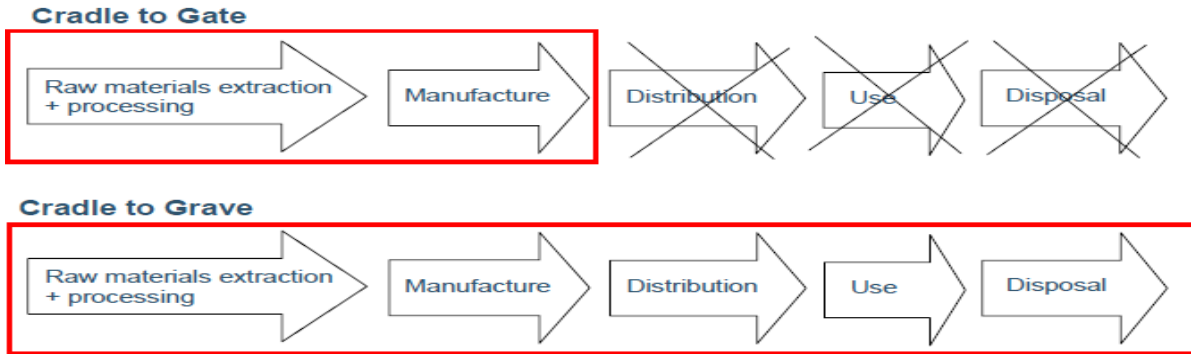 Cradle to Gate
Raw materials extraction
+ processing
Manufacture
Distribution
Use
Disposal
Cradle to Grave
Raw materials extraction
+ processing
Manufacture
Distribution
Use
Disposal